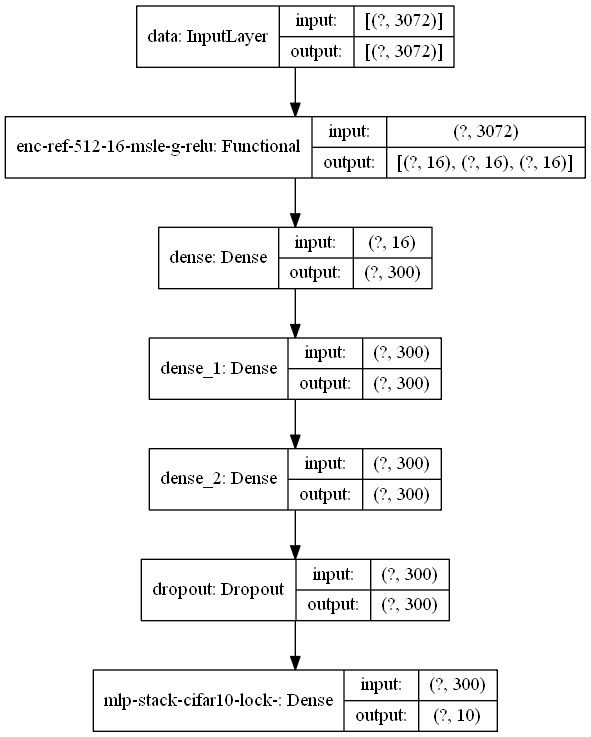 data: InputLayer
input: [(?, 3072)]
output: [(?, 3072)]
enc-ref-512-16-msle-g-relu: Functional
input: (?, 3072)
output: [(?, 16), (?, 16), (?, 16)]
dense: Dense
input: (?, 16)
output: (?, 300)
dense_1: Dense
input: (?, 300)
output: (?, 300)
dense_2: Dense
input: (?, 300)
output: (?, 300)
dropout: Dropout
input: (?, 300)
output: (?, 300)
mlp-stack-cifar10-lock-: Dense
input: (?, 300)
output: (?, 10)